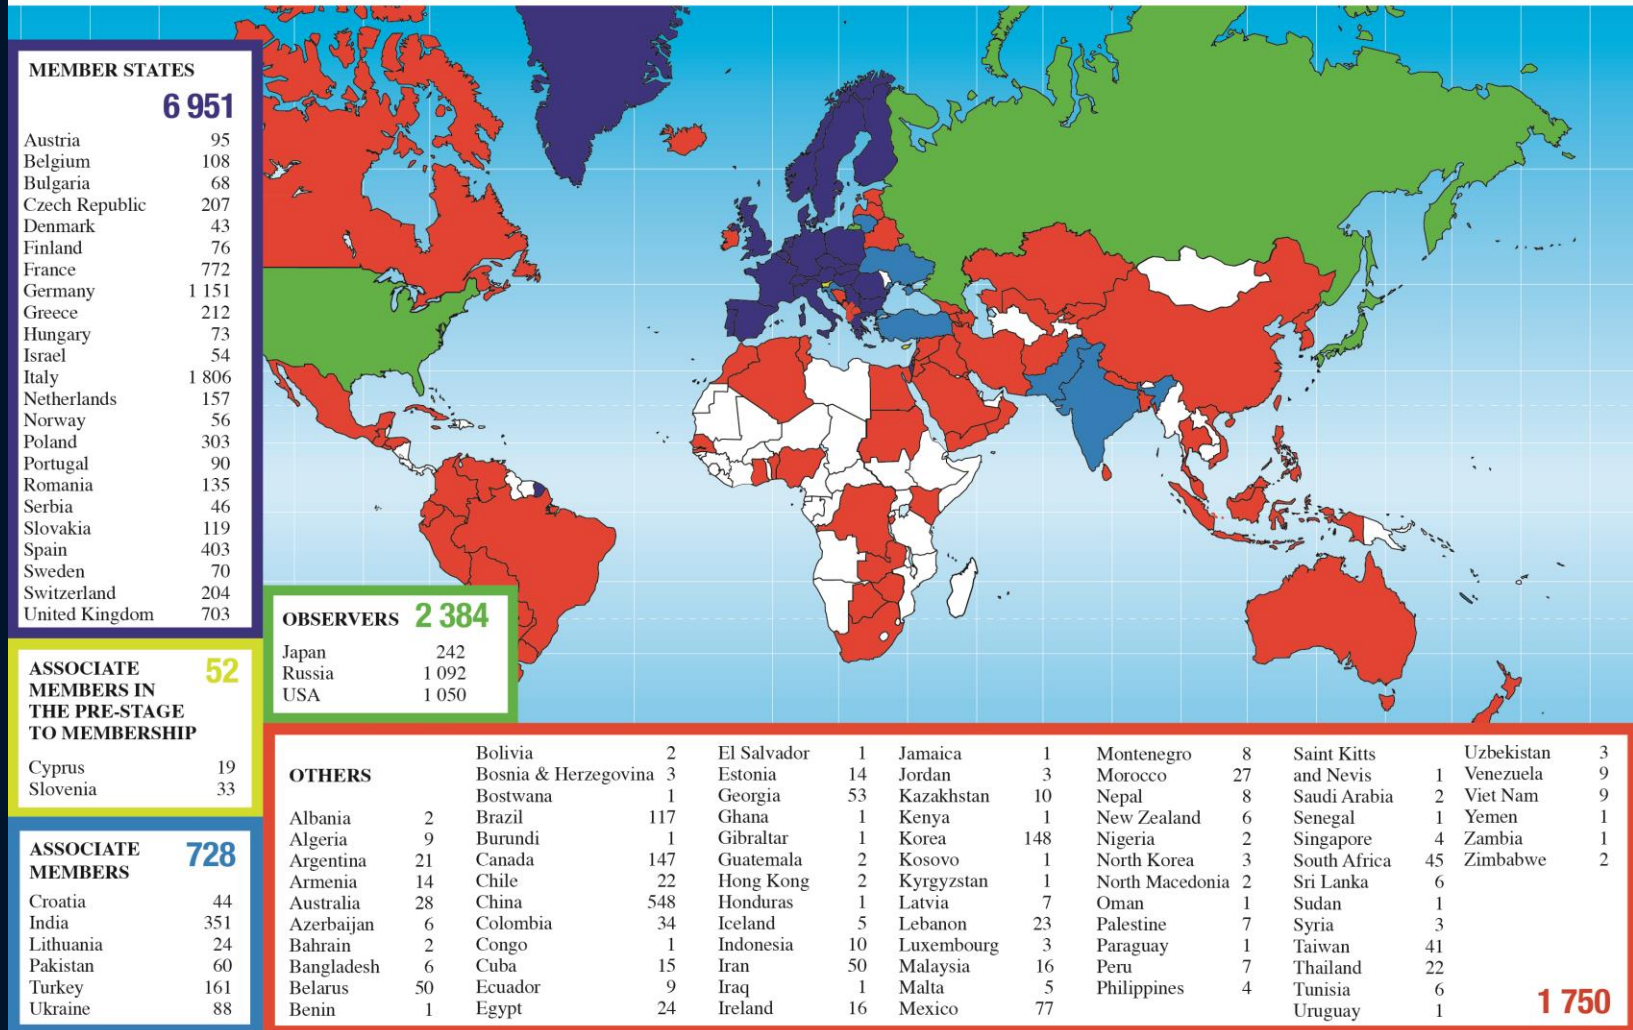 MEMBER STATES
6 951
Austria 95
Belgium 108
Bulgaria 68
Czech Republic 207
Denmark 43
Finland 76
France 772
Germany 1 151
Greece 212
Hungary 73
Israel 54
Italy 1 806
Netherlands 157
Norway 56
Poland 303
Portugal 90
Romania 135
Serbia 46
Slovakia 119
Spain 403
Sweden 70
Switzerland 204
United Kingdom 703
ASSOCIATE 52
MEMBERS IN
THE PRE-STAGE
TO MEMBERSHIP
Cyprus 19
Slovenia 33
ASSOCIATE 728
MEMBERS
Croatia 44
India 351
Lithuania 24
Pakistan 60
Turkey 161
Ukraine 88
OBSERVERS 2 384
Japan 242
Russia 1 092
USA 1 050
OTHERS
Albania 2
Algeria 9
Argentina 21
Armenia 14
Australia 28
Azerbaijan 6
Bahrain 2
Bangladesh 6
Belarus 50
Benin 1
Bolivia 2
Bosnia & Herzegovina 3
Bostwana 1
Brazil 117
Burundi 1
Canada 147
Chile 22
China 548
Colombia 34
Congo 1
Cuba 15
Ecuador 9
Egypt 24
El Salvador 1
Estonia 14
Georgia 53
Ghana 1
Gibraltar 1
Guatemala 2
Hong Kong 2
Honduras 1
Iceland 5
Indonesia 10
Iran 50
Iraq 1
Ireland 16
Jamaica 1
Jordan 3
Kazakhstan 10
Kenya 1
Korea 148
Kosovo 1
Kyrgyzstan 1
Latvia 7
Lebanon 23
Luxembourg 3
Malaysia 16
Malta 5
Mexico 77
Montenegro 8
Morocco 27
Nepal 8
New Zealand 6
Nigeria 2
North Korea 3
North Macedonia 2
Oman 1
Palestine 7
Paraguay 1
Peru 7
Philippines 4
Saint Kitts
and Nevis 1
Saudi Arabia 2
Senegal 1
Singapore 4
South Africa 45
Sri Lanka 6
Sudan 1
Syria 3
Taiwan 41
Thailand 22
Tunisia 6
Uruguay 1
Uzbekistan 3
Venezuela 9
Viet Nam 9
Yemen 1
Zambia 1
Zimbabwe 2
1 750